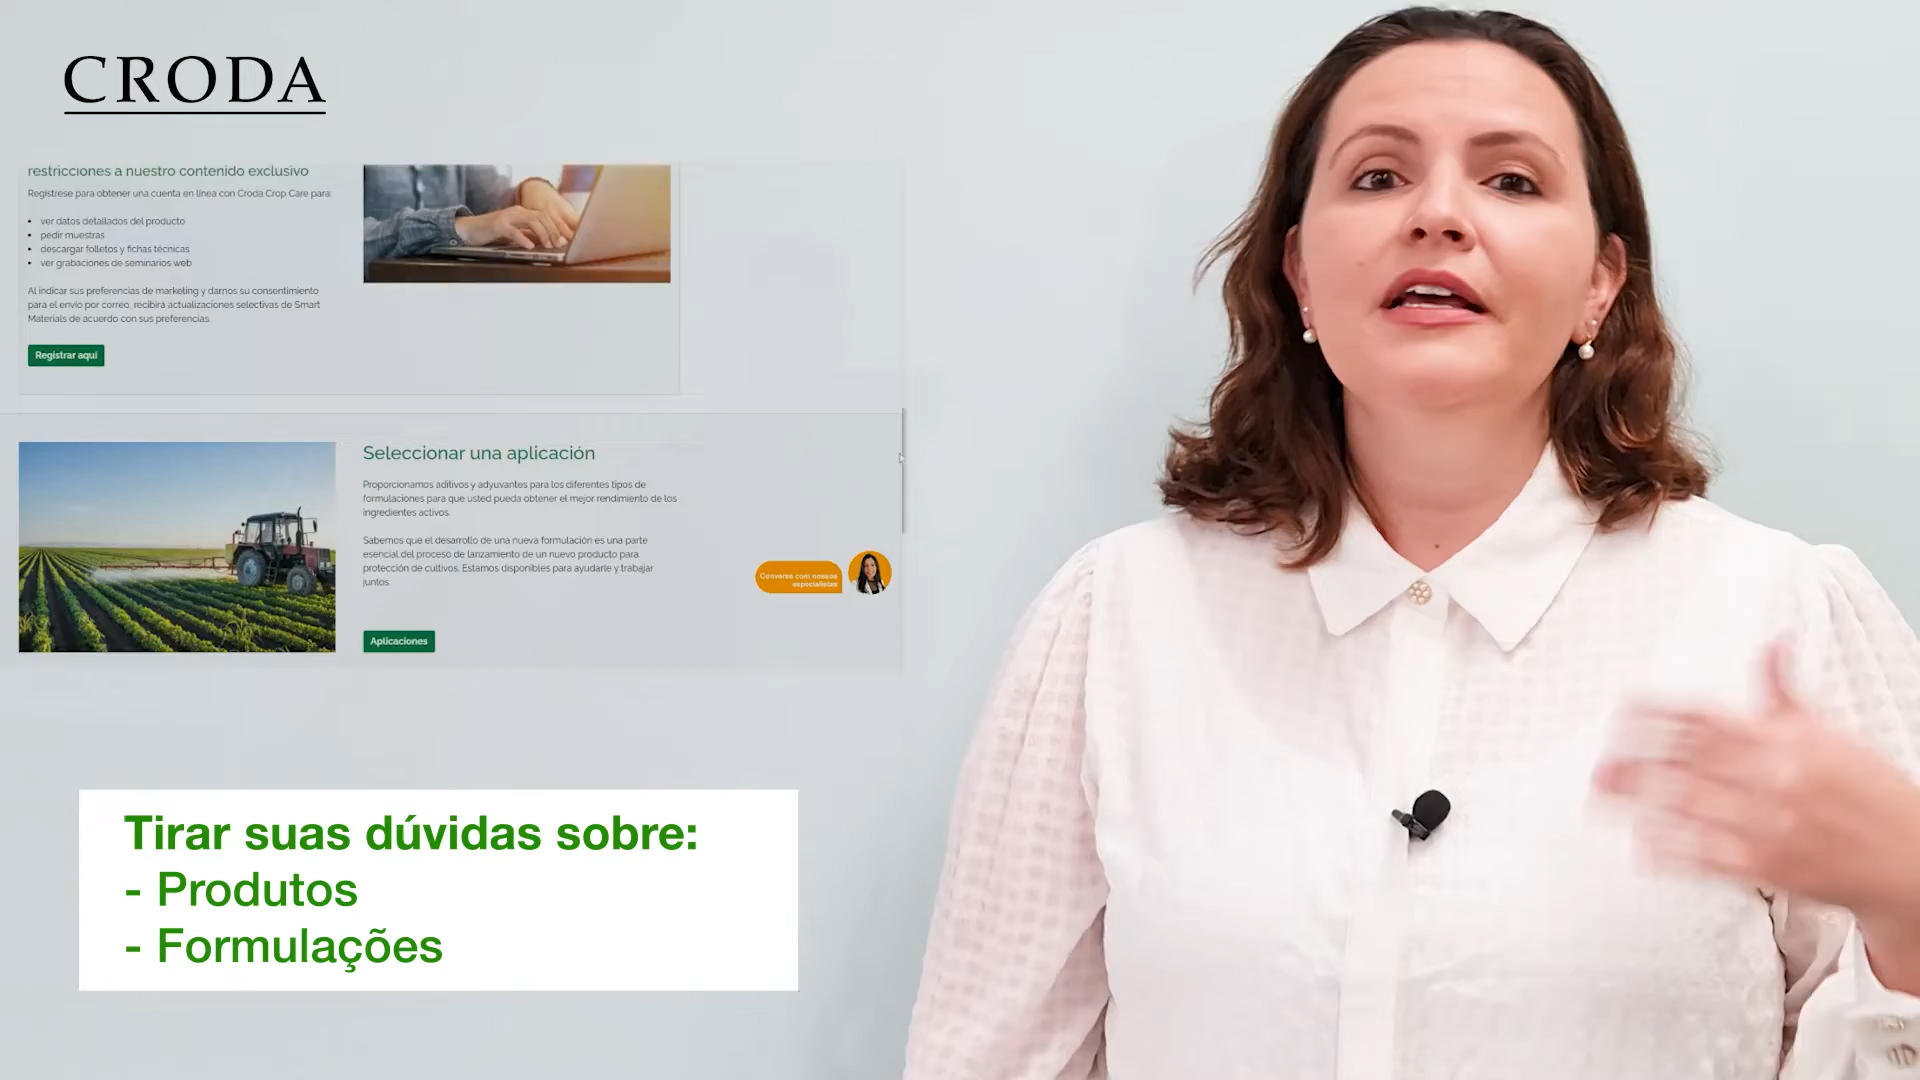 CRODA
restricciones a nuestro contenido exclusivo
Regístrese para obtener una cuenta en línea con Croda Crop Care para:
• ver datos detallados del producto
• pedir muestras
• descargar folletos y fichas técnicas
• ver grabaciones de seminarios web
Al indicar sus preferencias de marketing y darnos su consentimiento
para el envío por correo, recibirá actualizaciones selectivas de Smart
Materials de acuerdo con sus preferencias.
Registrar aquí
Seleccionar una aplicación
Proporcionamos aditivos y adyuvantes para los diferentes tipos de
formulaciones para que usted pueda obtener el mejor rendimiento de los
ingredientes activos.
Sabemos que el desarrollo de una nueva formulación es una parte
esencial del proceso de lanzamiento de un nuevo producto para
protección de cultivos. Estamos disponibles para ayudarle y trabajar
juntos.
Converse com nossos
especialistas
Aplicaciones
Tirar suas dúvidas sobre:
- Produtos
- Formulações